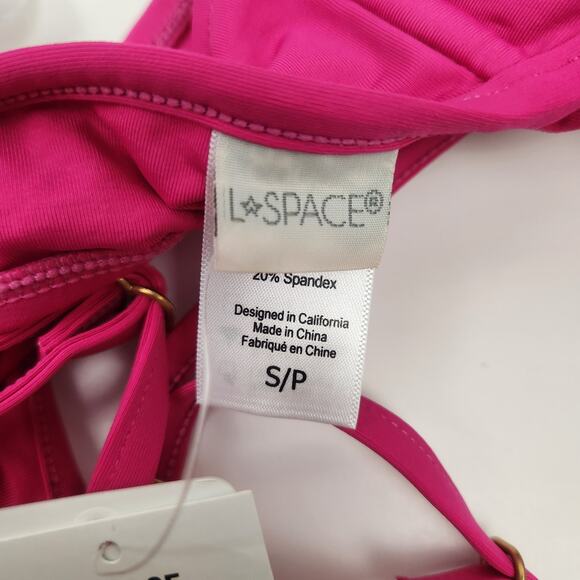 L☆SPACE®
20% Spandex
Designed in California
Made in China
Fabriqué en Chine
S/P